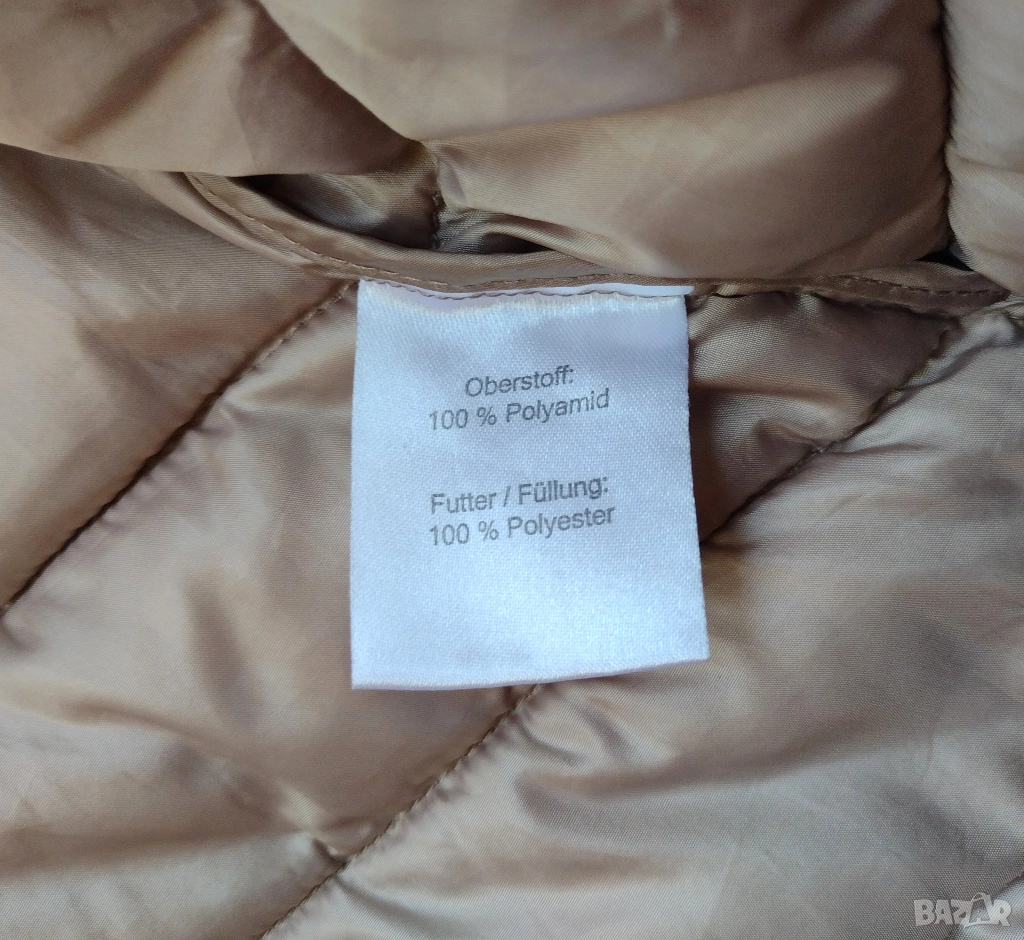 Oberstoff:
100 % Polyamid
Futter / Füllung:
100 % Polyester
BAZAR